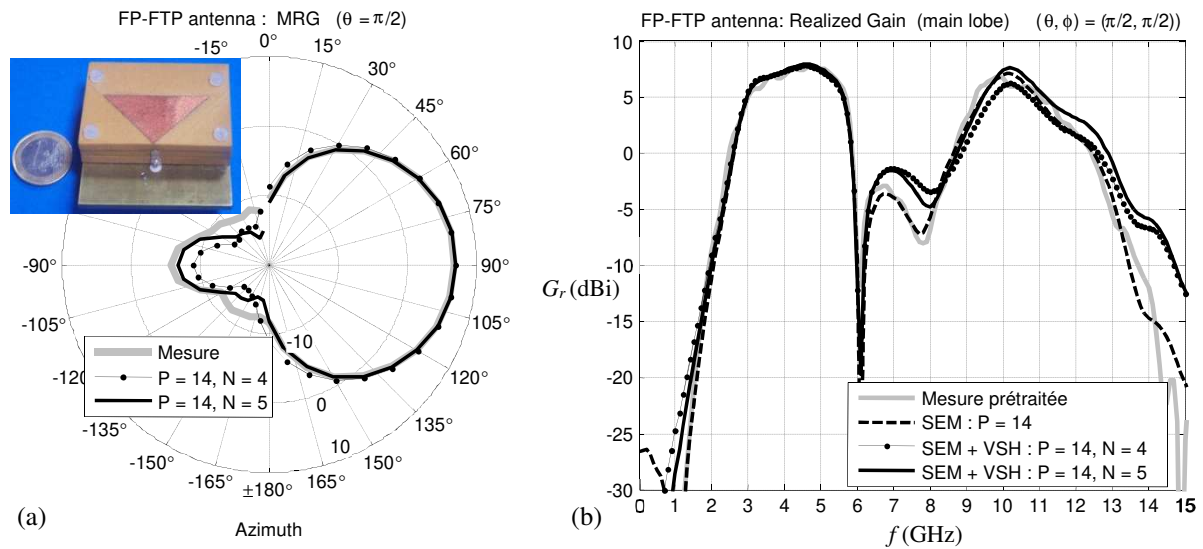 FP-FTP antenna : MRG (θ = π/2)
-15°
0°
15°
30°
45°
60°
75°
90°
105°
120°
135°
150°
165°
±180°
-165°
-150°
-135°
-120
-105°
-90°
-10
0
10
Mesure
P = 14, N = 4
P = 14, N = 5
(a)
Azimuth
FP-FTP antenna: Realized Gain (main lobe) (θ, ϕ) = (π/2, π/2))
10
5
0
-5
-10
-15
-20
-25
-30
Gr (dBi)
Mesure prétraitée
SEM : P = 14
SEM + VSH : P = 14, N = 4
SEM + VSH : P = 14, N = 5
0 1 2 3 4 5 6 7 8 9 10 11 12 13 14 15
(b)
f (GHz)